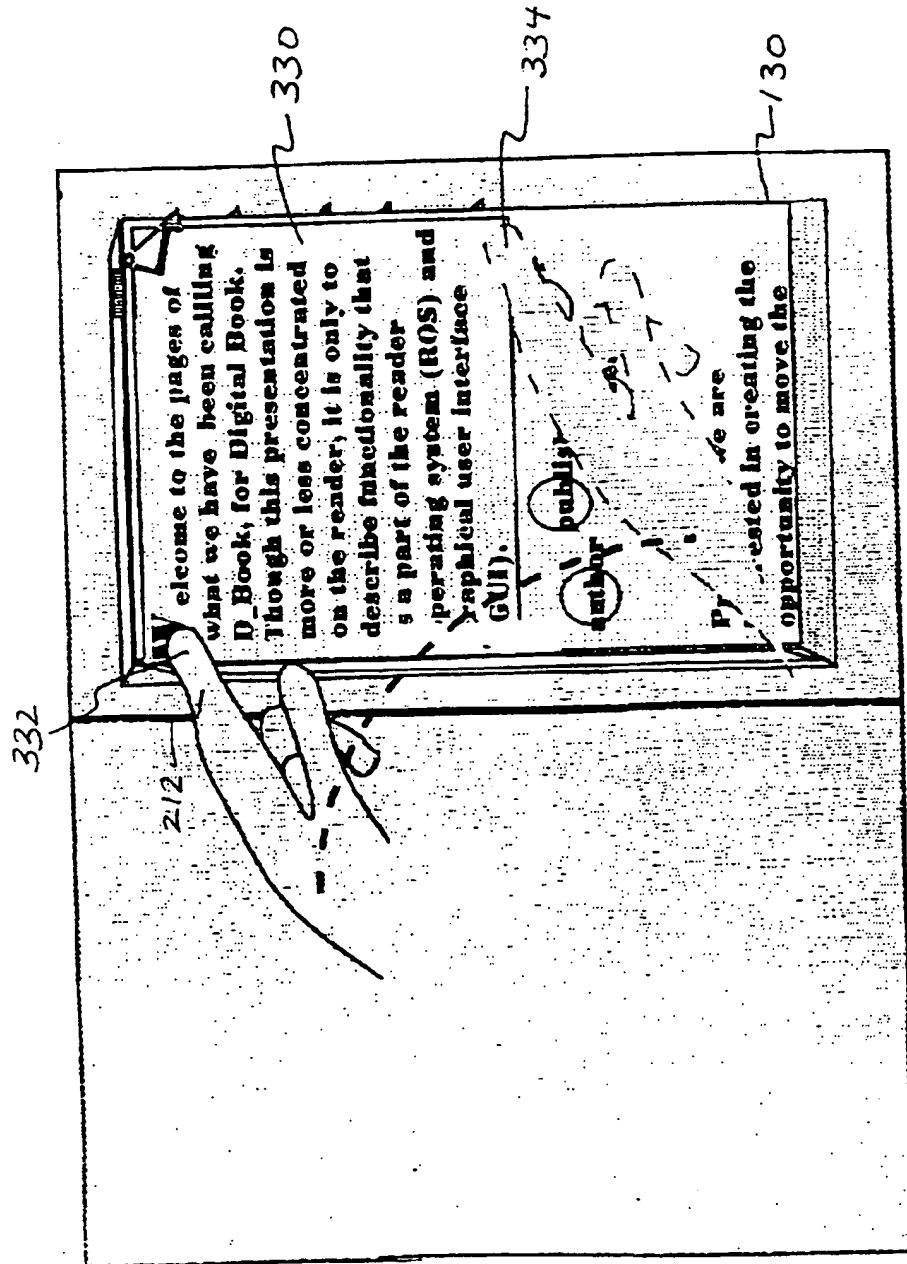 332
212
elcome to the pages of
what we have been callling
D_Book, for Digital Book.
Though this presentation is
more or less concentrated
on the reader, it is only to
describe functionality that
s a part of the reader
perating system (ROS) and
raphical user interface
GUI).
author publis
We are
ested in creating the
opportunity to move the
330
334
130